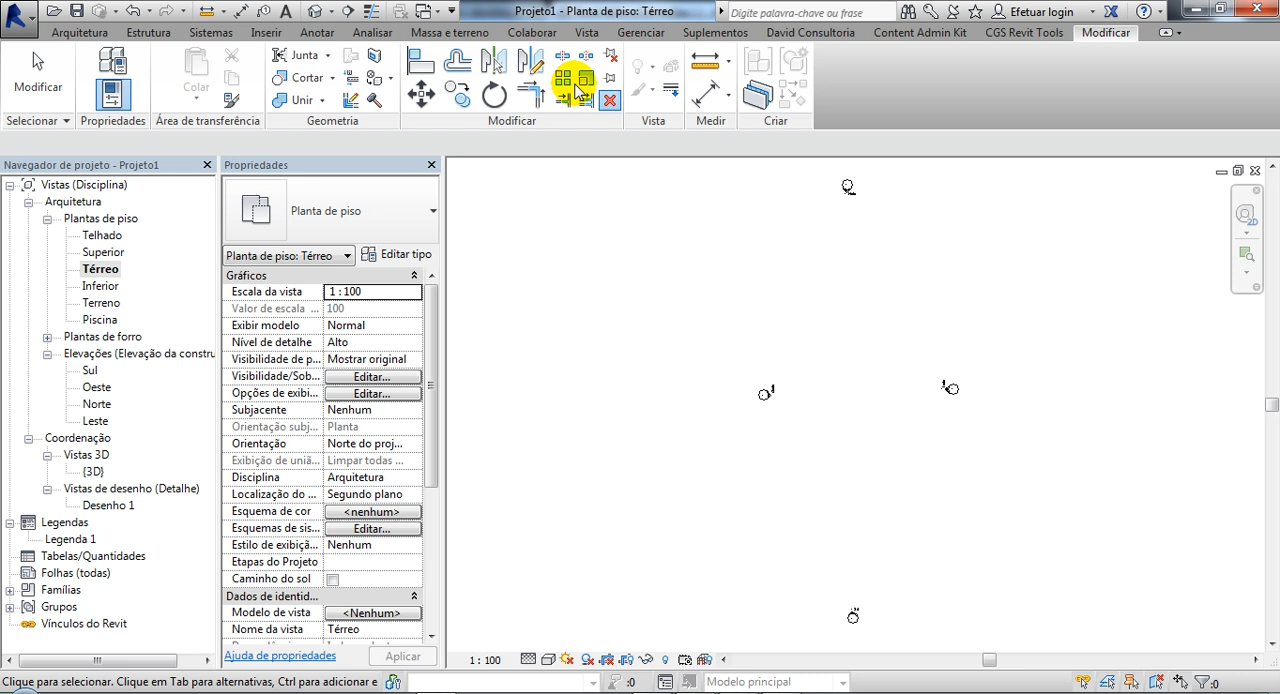 Projeto1 - Planta de piso: Térreo
Digite palavra-chave ou frase
Efetuar login
Arquitetura
Estrutura
Sistemas
Inserir
Anotar
Analisar
Massa e terreno
Colaborar
Vista
Gerenciar
Suplementos
David Consultoria
Content Admin Kit
CGS Revit Tools
Modificar
Modificar
Colar
Junta
Cortar
Unir
Selecionar
Propriedades
Área de transferência
Geometria
Modificar
Vista
Medir
Criar
Navegador de projeto - Projeto1
Vistas (Disciplina)
Arquitetura
Plantas de piso
Telhado
Superior
Térreo
Inferior
Terreno
Piscina
Plantas de forro
Elevações (Elevação da constru
Sul
Oeste
Norte
Leste
Coordenação
Vistas 3D
{3D}
Vistas de desenho (Detalhe)
Desenho 1
Legendas
Legenda 1
Tabelas/Quantidades
Folhas (todas)
Famílias
Grupos
Vínculos do Revit
Propriedades
Planta de piso
Planta de piso: Térreo
Editar tipo
Gráficos
Escala da vista 1 : 100
Valor de escala ... 100
Exibir modelo Normal
Nível de detalhe Alto
Visibilidade de p... Mostrar original
Visibilidade/Sob... Editar...
Opções de exibi... Editar...
Subjacente Nenhum
Orientação subj... Planta
Orientação Norte do proj...
Exibição de uniã... Limpar todas ...
Disciplina Arquitetura
Localização do ... Segundo plano
Esquema de cor <nenhum>
Esquemas de sis... Editar...
Estilo de exibiçã... Nenhum
Etapas do Projeto
Caminho do sol
Dados de identid...
Modelo de vista <Nenhum>
Nome da vista Térreo
Ajuda de propriedades
Aplicar
1 : 100
2D
Clique para selecionar. Clique em Tab para alternativas, Ctrl para adicionar e
:0
Modelo principal
:0